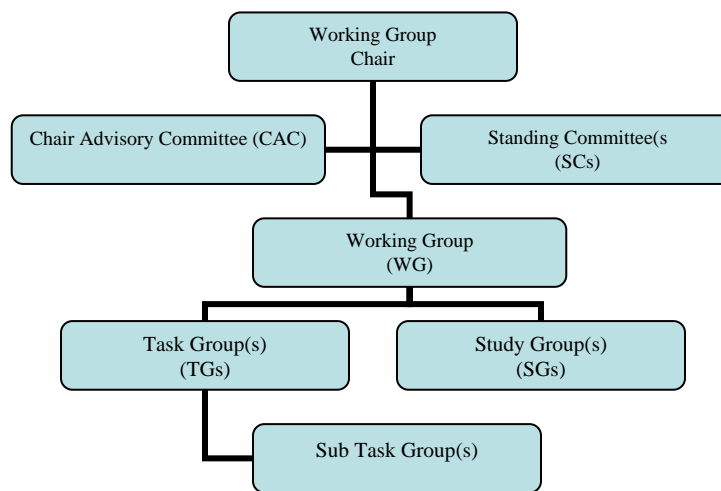 Working Group
Chair
Chair Advisory Committee (CAC)
Standing Committee(s
(SCs)
Working Group
(WG)
Task Group(s)
(TGs)
Study Group(s)
(SGs)
Sub Task Group(s)